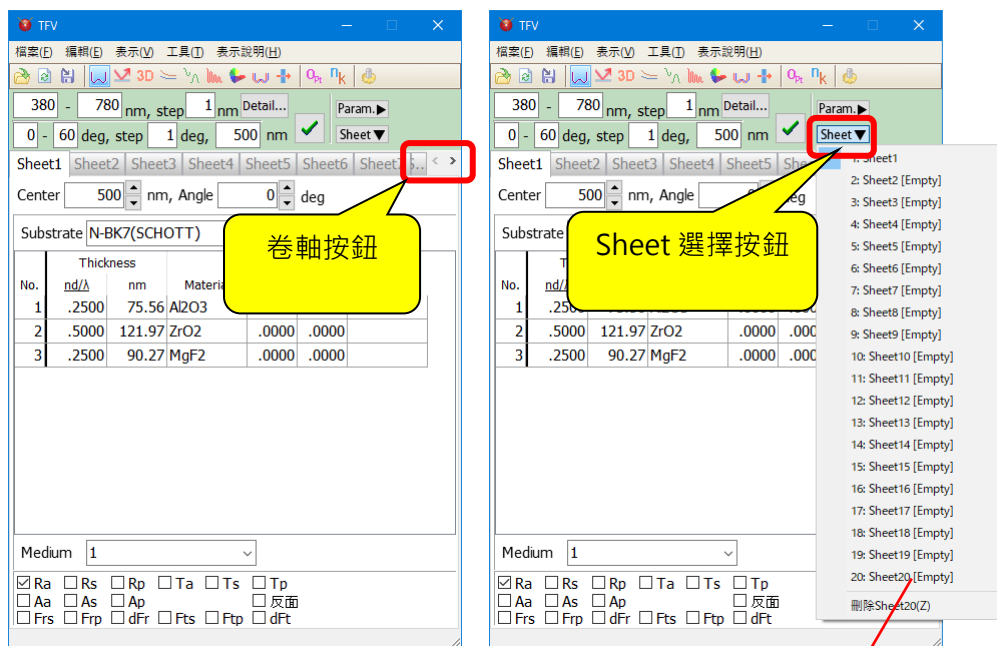 TFV
檔案(F) 編輯(E) 表示(V) 工具(T) 表示說明(H)
3D OPt nk
380 - 780 nm, step 1 nm Detail... Param.▶
0 - 60 deg, step 1 deg, 500 nm Sheet▼
Sheet1 Sheet2 Sheet3 Sheet4 Sheet5 Sheet6 Sheet7 S.. < >
Center 500 nm, Angle 0 deg
Substrate N-BK7(SCHOTT)
卷軸按鈕
Thickness
No. nd/λ nm
1 .2500 75.56 Al2O3
2 .5000 121.97 ZrO2 .0000 .0000
3 .2500 90.27 MgF2 .0000 .0000
Medium 1
Ra Rs Rp Ta Ts Tp
Aa As Ap 反面
Frs Frp dFr Fts Ftp dFt
TFV
檔案(F) 編輯(E) 表示(V) 工具(T) 表示說明(H)
3D OPt nk
380 - 780 nm, step 1 nm Detail... Param.▶
0 - 60 deg, step 1 deg, 500 nm Sheet▼
Sheet1 Sheet2 Sheet3 Sheet4 Sheet5
Center 500 nm, Angle
Substrate
Sheet 選擇按鈕
No.
1
2 .5000 121.97 ZrO2 .0000
3 .2500 90.27 MgF2 .0000
Medium 1
Ra Rs Rp Ta Ts Tp
Aa As Ap 反面
Frs Frp dFr Fts Ftp dFt
1: Sheet1
2: Sheet2 [Empty]
3: Sheet3 [Empty]
4: Sheet4 [Empty]
5: Sheet5 [Empty]
6: Sheet6 [Empty]
7: Sheet7 [Empty]
8: Sheet8 [Empty]
9: Sheet9 [Empty]
10: Sheet10 [Empty]
11: Sheet11 [Empty]
12: Sheet12 [Empty]
13: Sheet13 [Empty]
14: Sheet14 [Empty]
15: Sheet15 [Empty]
16: Sheet16 [Empty]
17: Sheet17 [Empty]
18: Sheet18 [Empty]
19: Sheet19 [Empty]
20: Sheet20 [Empty]
刪除Sheet20(Z)